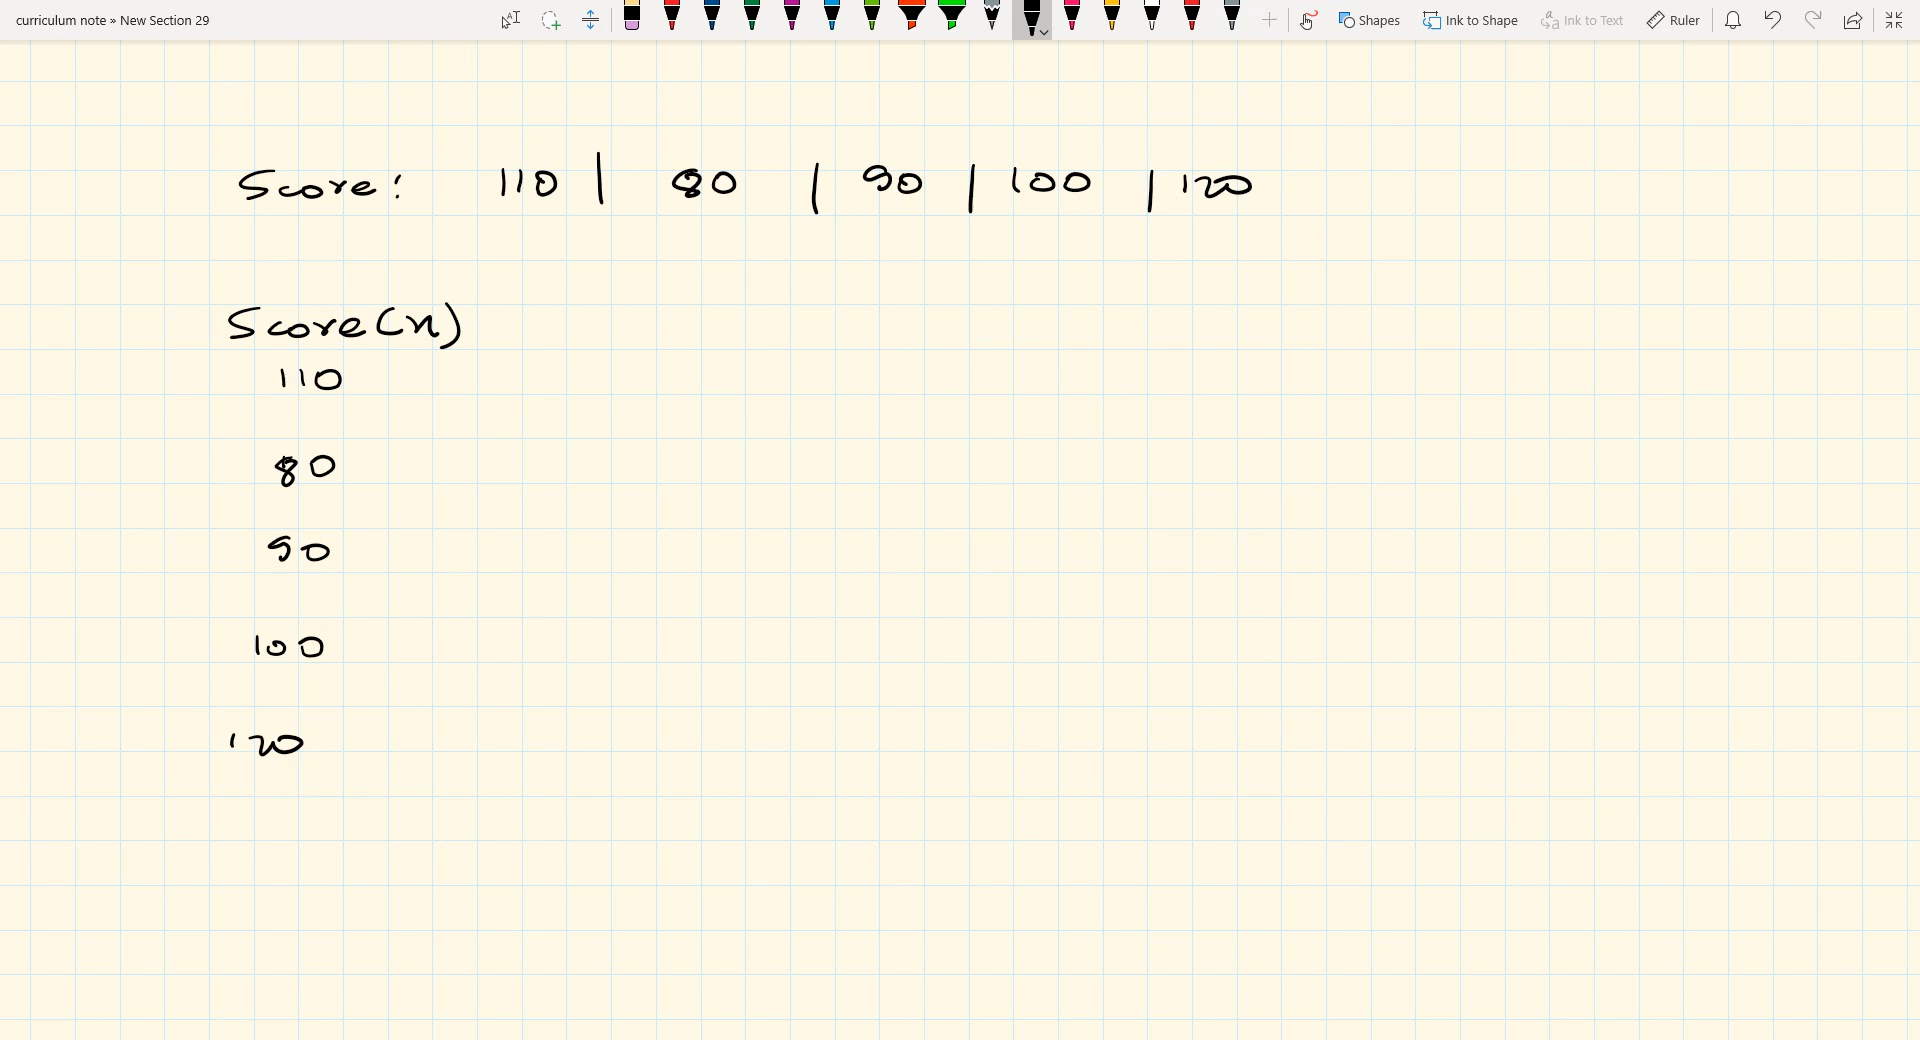 curriculum note » New Section 29
Shapes Ink to Shape Ink to Text Ruler
Score: 110 | 80 | 90 | 100 | 120
Score(x)
110
80
90
100
120